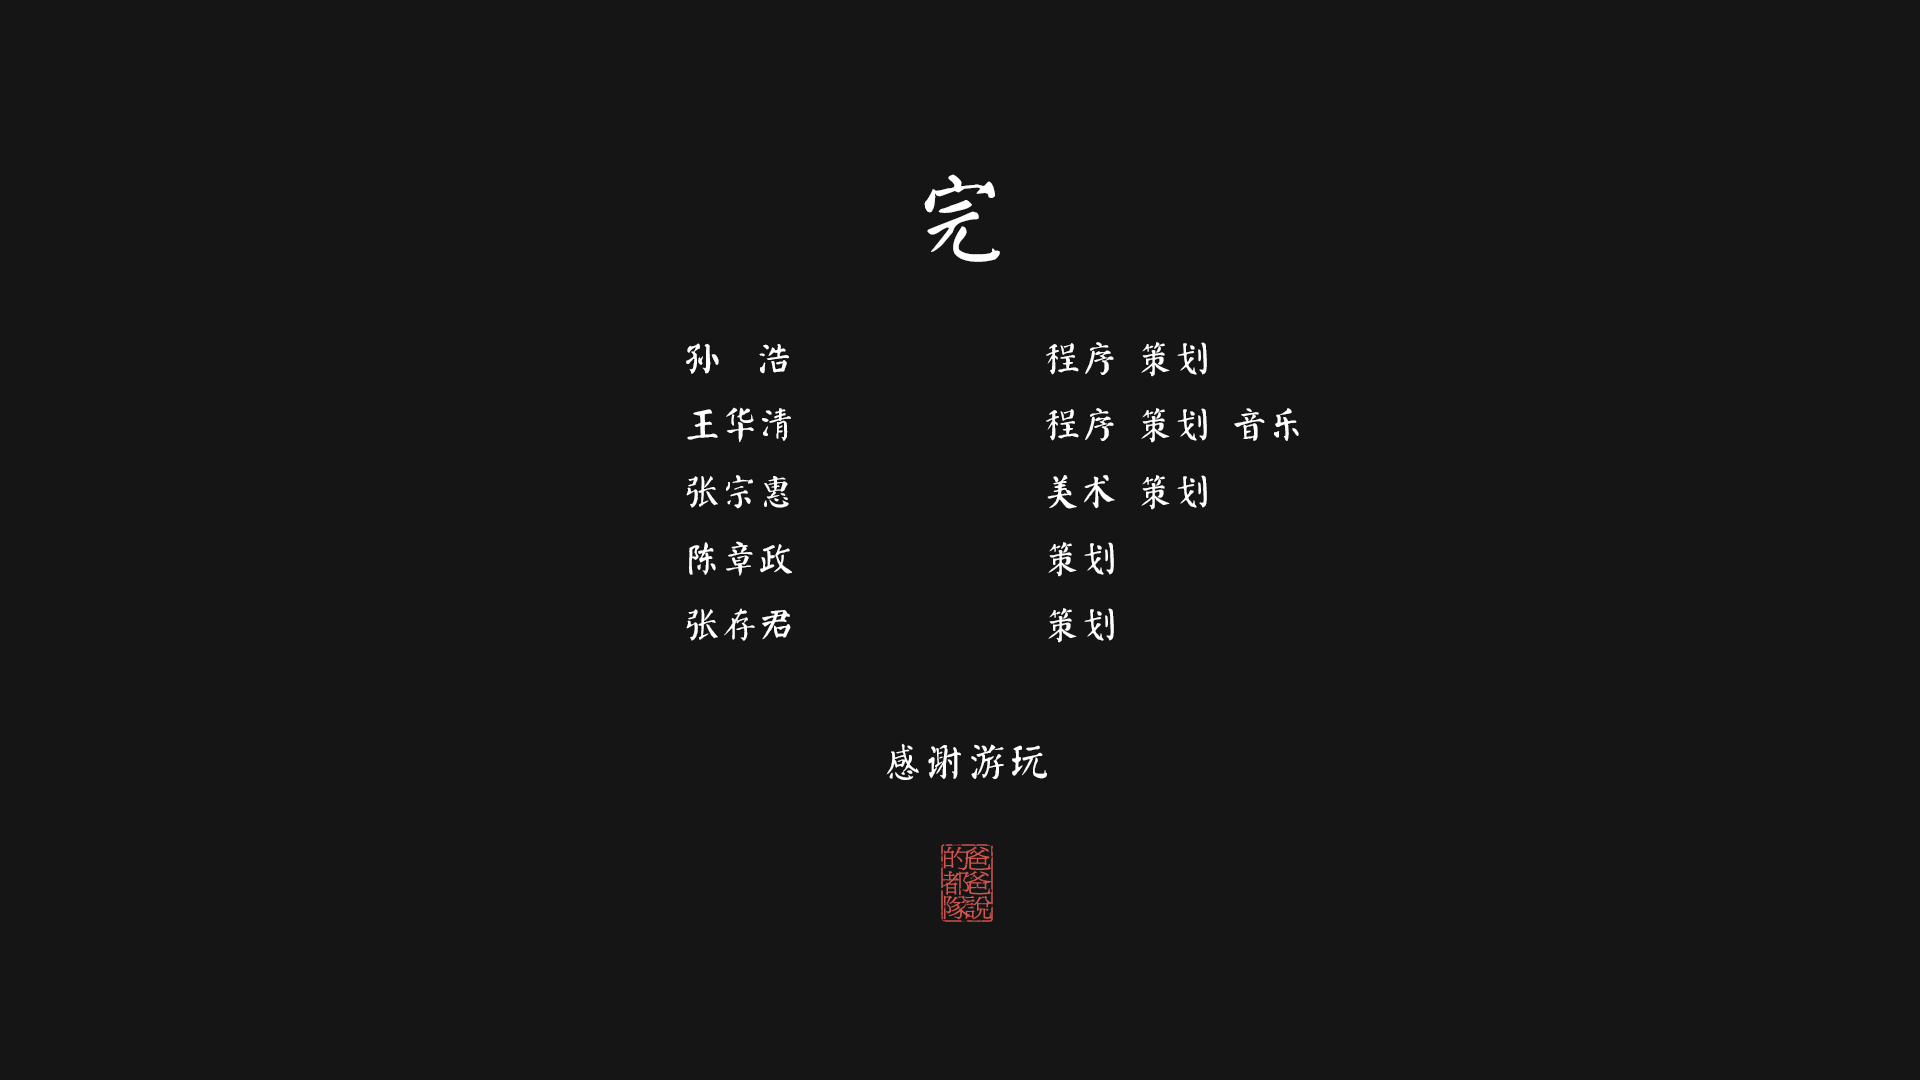 完
孙 浩 程序 策划
王华清 程序 策划 音乐
张宗惠 美术 策划
陈章政 策划
张存君 策划
感谢游玩
爸爸說
的都隊